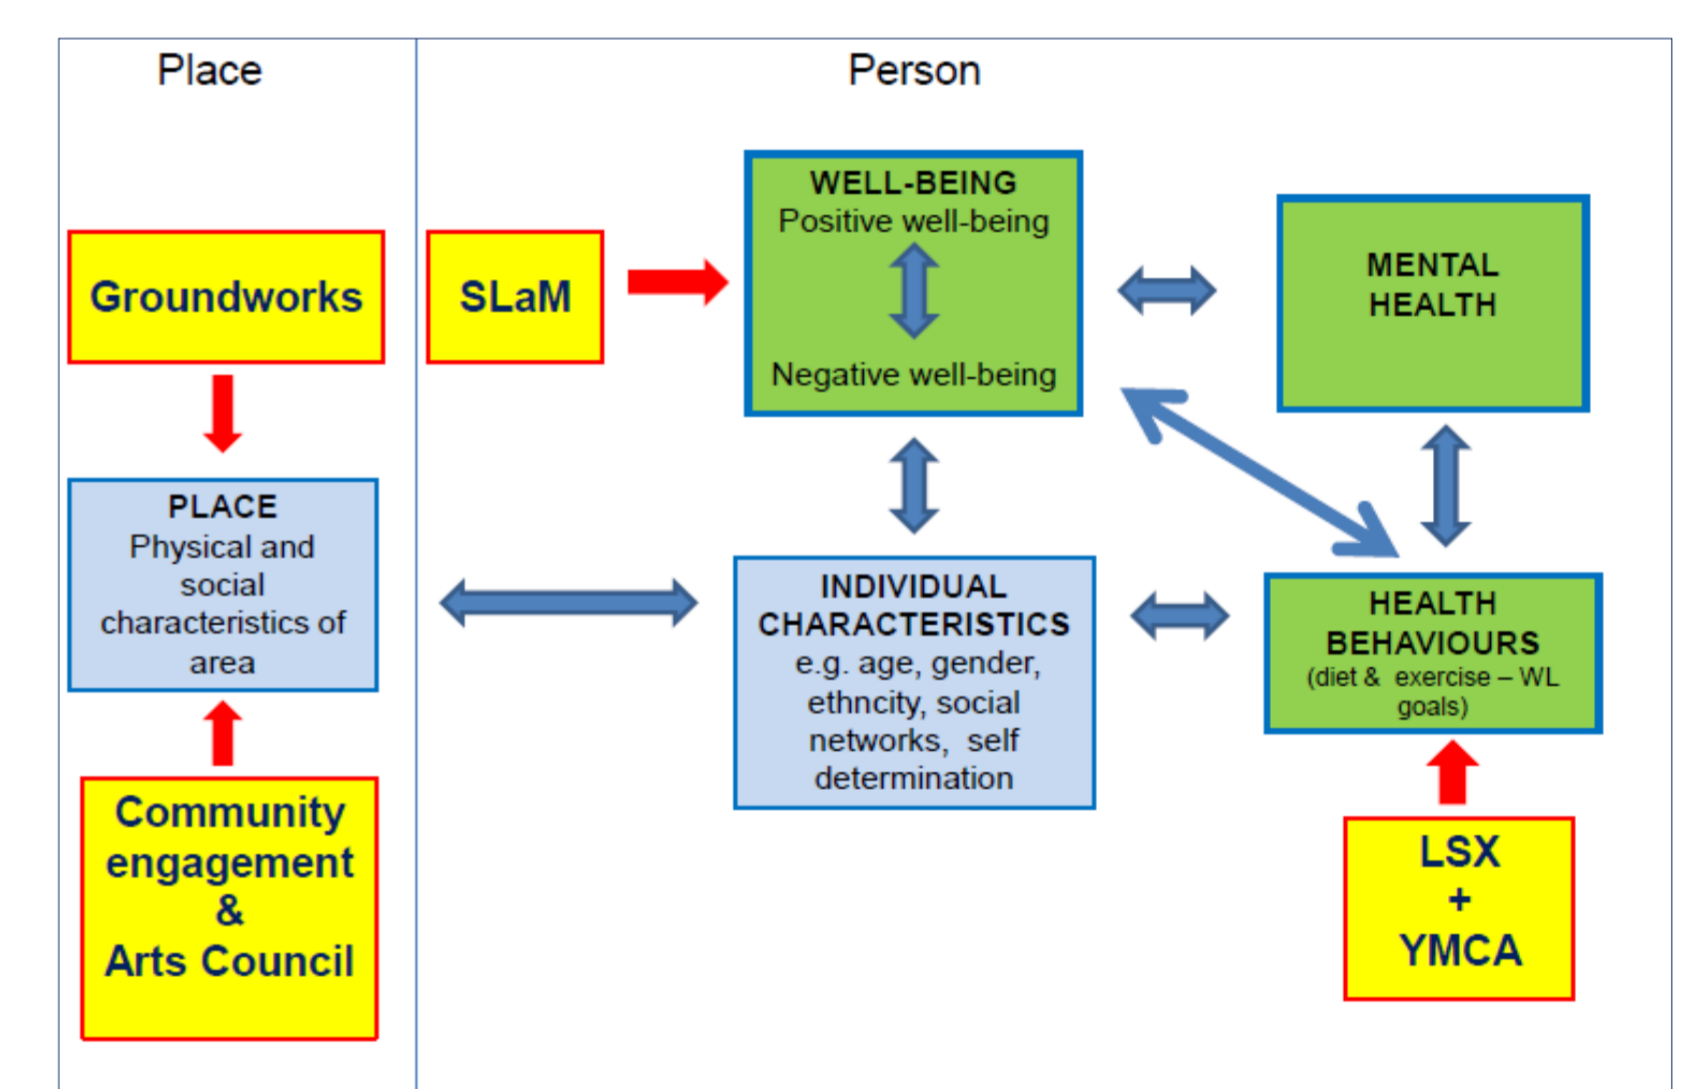 Place
Person
Groundworks
SLaM
WELL-BEING
Positive well-being
Negative well-being
MENTAL
HEALTH
PLACE
Physical and
social
characteristics of
area
INDIVIDUAL
CHARACTERISTICS
e.g. age, gender,
ethncity, social
networks, self
determination
HEALTH
BEHAVIOURS
(diet & exercise – WL
goals)
Community
engagement
&
Arts Council
LSX
+
YMCA